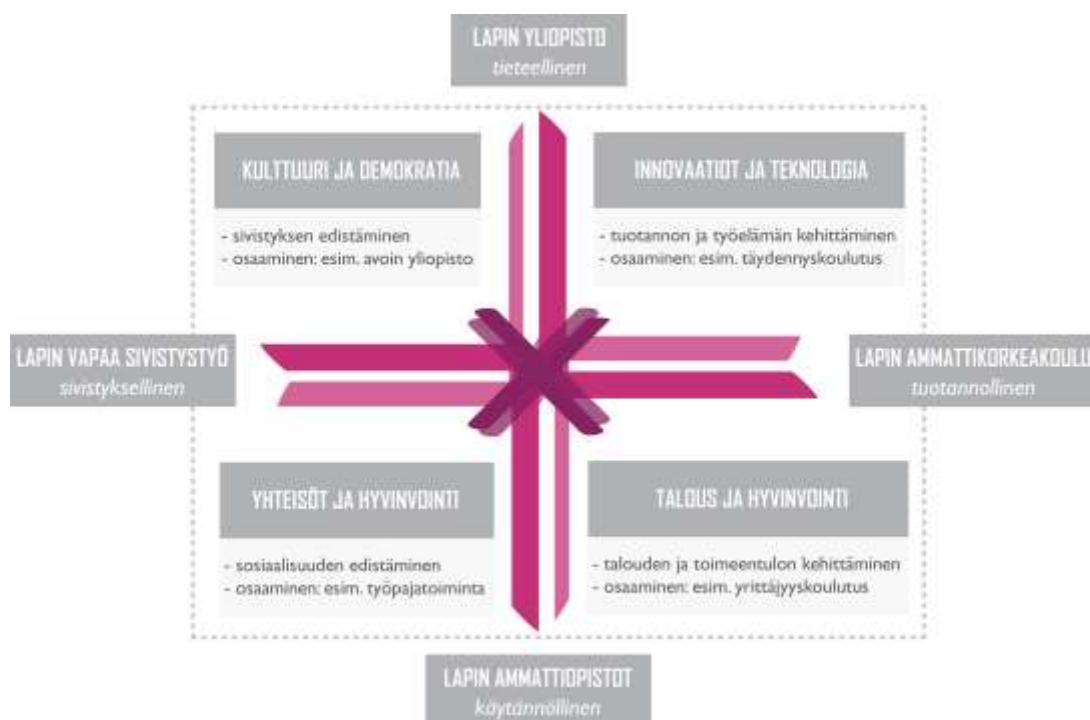 LAPIN YLIOPISTO
tieteellinen
KULTTUURI JA DEMOKRATIA
- sivistyksen edistäminen
- osaaminen: esim. avoin yliopisto
INNOVAATIOT JA TEKNOLOGIA
- tuotannon ja työelämän kehittäminen
- osaaminen: esim. täydennyskoulutus
LAPIN VAPAA SIVISTYSTYÖ
sivistyksellinen
LAPIN AMMATTIKORKEAKOULU
tuotannollinen
YHTEISÖT JA HYVINVOINTI
- sosiaalisuuden edistäminen
- osaaminen: esim. työpajatoiminta
TALOUS JA HYVINVOINTI
- talouden ja toimeentulon kehittäminen
- osaaminen: esim. yrittäjyyskoulutus
LAPIN AMMATTIOPISTOT
käytännöllinen